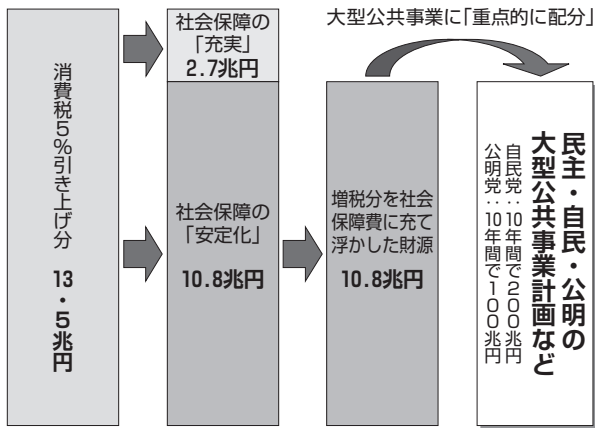 消費税5%引き上げ分 13・5兆円
社会保障の
「充実」
2.7兆円
社会保障の
「安定化」
10.8兆円
増税分を社会
保障費に充て
浮かした財源
10.8兆円
大型公共事業に「重点的に配分」
民主・自民・公明の
大型公共事業計画など
自民党：10年間で200兆円
公明党：10年間で100兆円